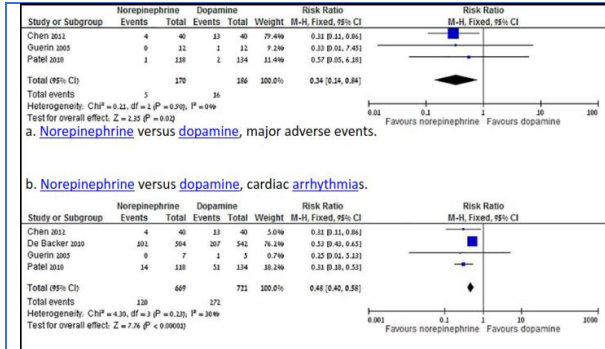 Norepinephrine Dopamine Risk Ratio Risk Ratio
Study or Subgroup Events Total Events Total Weight M-H, Fixed, 95% CI M-H, Fixed, 95% CI
Chen 2012 4 40 13 40 79.4% 0.31 [0.11, 0.86]
Guerin 2005 0 12 1 12 9.2% 0.33 [0.01, 7.45]
Patel 2010 1 118 2 134 11.4% 0.57 [0.05, 6.18]
Total (95% CI) 170 186 100.0% 0.34 [0.14, 0.84]
Total events 5 16
Heterogeneity: Chi² = 0.21, df = 2 (P = 0.90); I² = 0%
Test for overall effect: Z = 2.35 (P = 0.02)
0.01 0.1 1 10 100
Favours norepinephrine Favours dopamine
a. Norepinephrine versus dopamine, major adverse events.
b. Norepinephrine versus dopamine, cardiac arrhythmias.
Norepinephrine Dopamine Risk Ratio Risk Ratio
Study or Subgroup Events Total Events Total Weight M-H, Fixed, 95% CI M-H, Fixed, 95% CI
Chen 2012 4 40 13 40 5.0% 0.31 [0.11, 0.86]
De Backer 2010 102 504 207 542 76.2% 0.53 [0.43, 0.65]
Guerin 2005 0 7 1 5 0.7% 0.25 [0.01, 5.13]
Patel 2010 14 118 51 134 18.2% 0.31 [0.18, 0.53]
Total (95% CI) 669 721 100.0% 0.48 [0.40, 0.58]
Total events 120 272
Heterogeneity: Chi² = 4.30, df = 3 (P = 0.23); I² = 30%
Test for overall effect: Z = 7.76 (P < 0.00001)
0.001 0.1 1 10 1000
Favours norepinephrine Favours dopamine